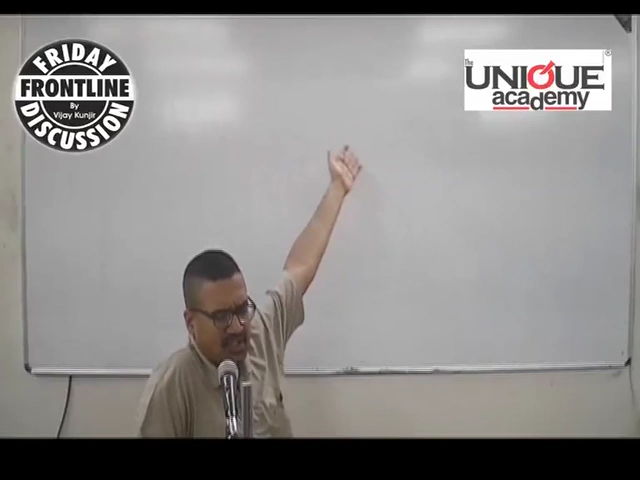 FRIDAY
FRONTLINE
By
Vijay Kunjir
DISCUSSION
The
UNIQUE
academy
®